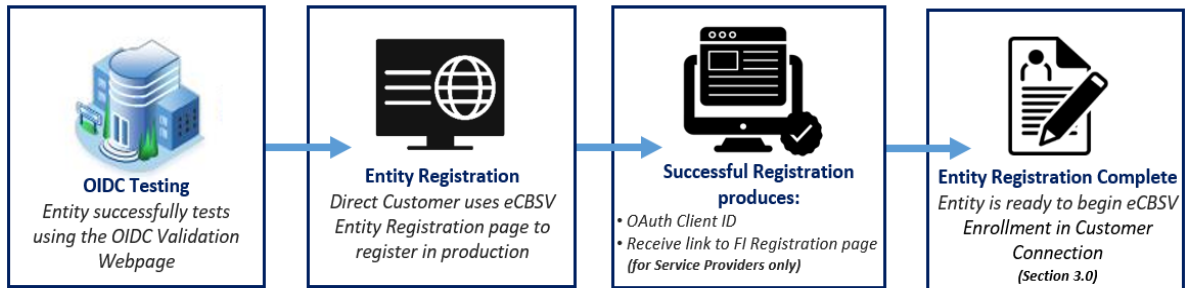 OIDC Testing
Entity successfully tests
using the OIDC Validation
Webpage
Entity Registration
Direct Customer uses eCBSV
Entity Registration page to
register in production
Successful Registration
produces:
• OAuth Client ID
• Receive link to FI Registration page
(for Service Providers only)
Entity Registration Complete
Entity is ready to begin eCBSV
Enrollment in Customer
Connection
(Section 3.0)